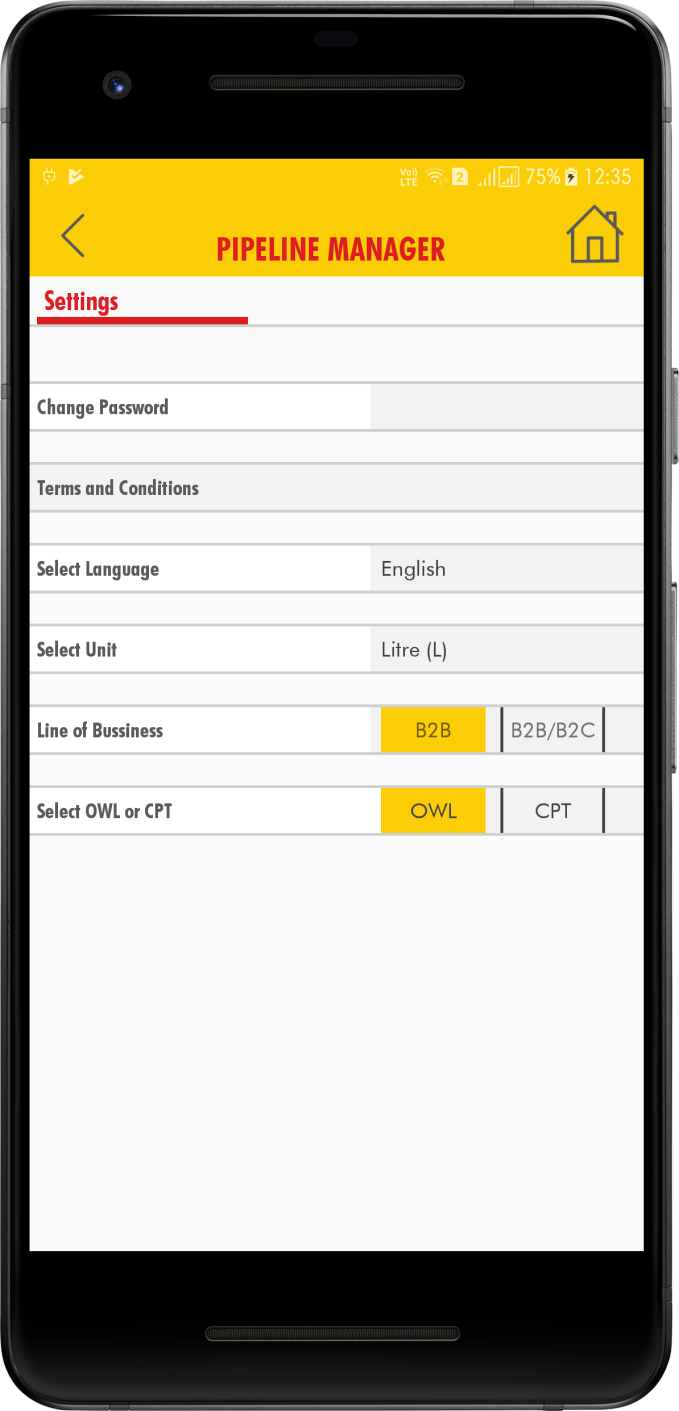 Vo)) LTE 2 75% 12:35
PIPELINE MANAGER
Settings
Change Password
Terms and Conditions
Select Language English
Select Unit Litre (L)
Line of Bussiness B2B B2B/B2C
Select OWL or CPT OWL CPT